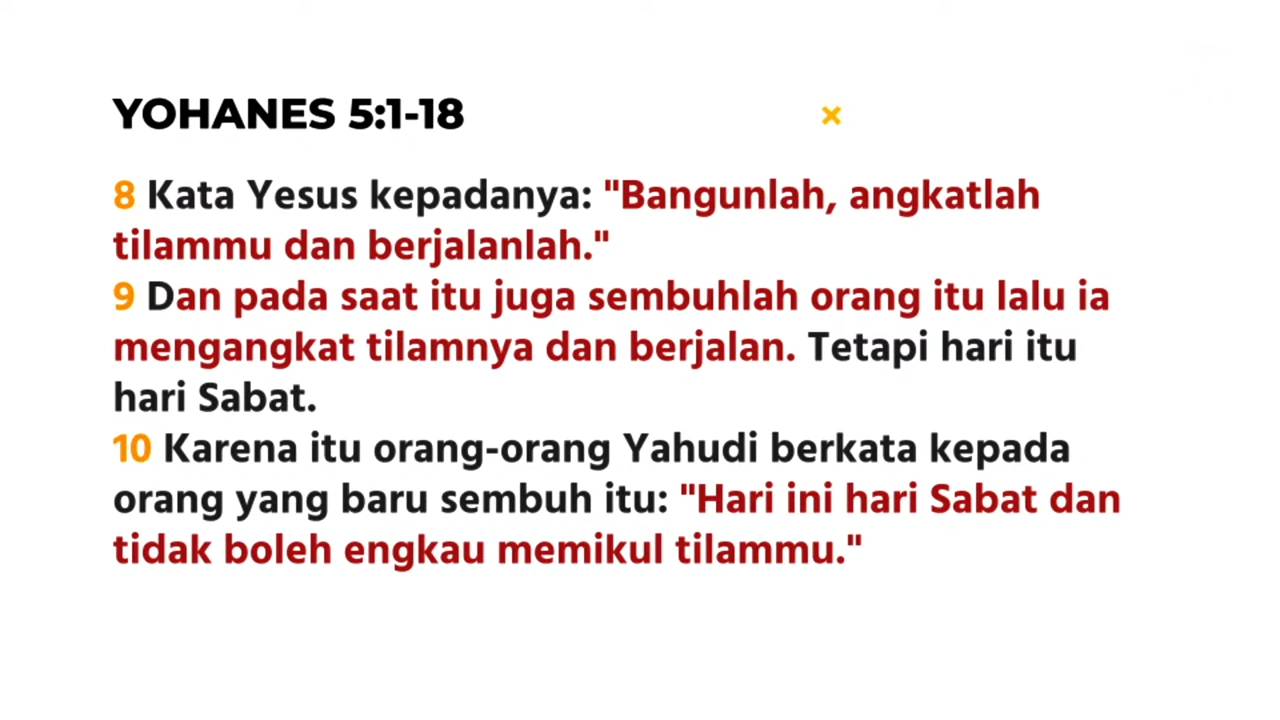 YOHANES 5:1-18
8 Kata Yesus kepadanya: "Bangunlah, angkatlah
tilammu dan berjalanlah."
9 Dan pada saat itu juga sembuhlah orang itu lalu ia
mengangkat tilamnya dan berjalan. Tetapi hari itu
hari Sabat.
10 Karena itu orang-orang Yahudi berkata kepada
orang yang baru sembuh itu: "Hari ini hari Sabat dan
tidak boleh engkau memikul tilammu."